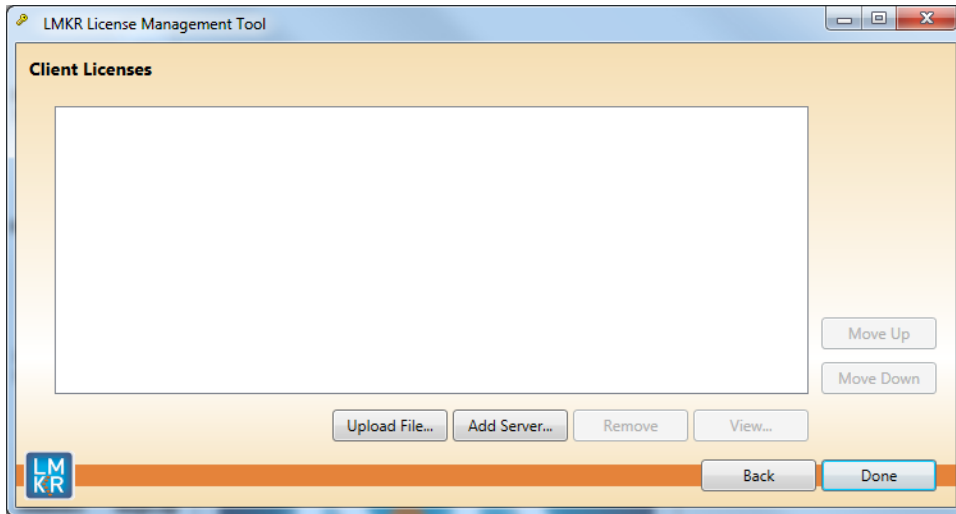 LMKR License Management Tool
Client Licenses
Move Up
Move Down
Upload File... Add Server... Remove View...
LM
KR
Back Done